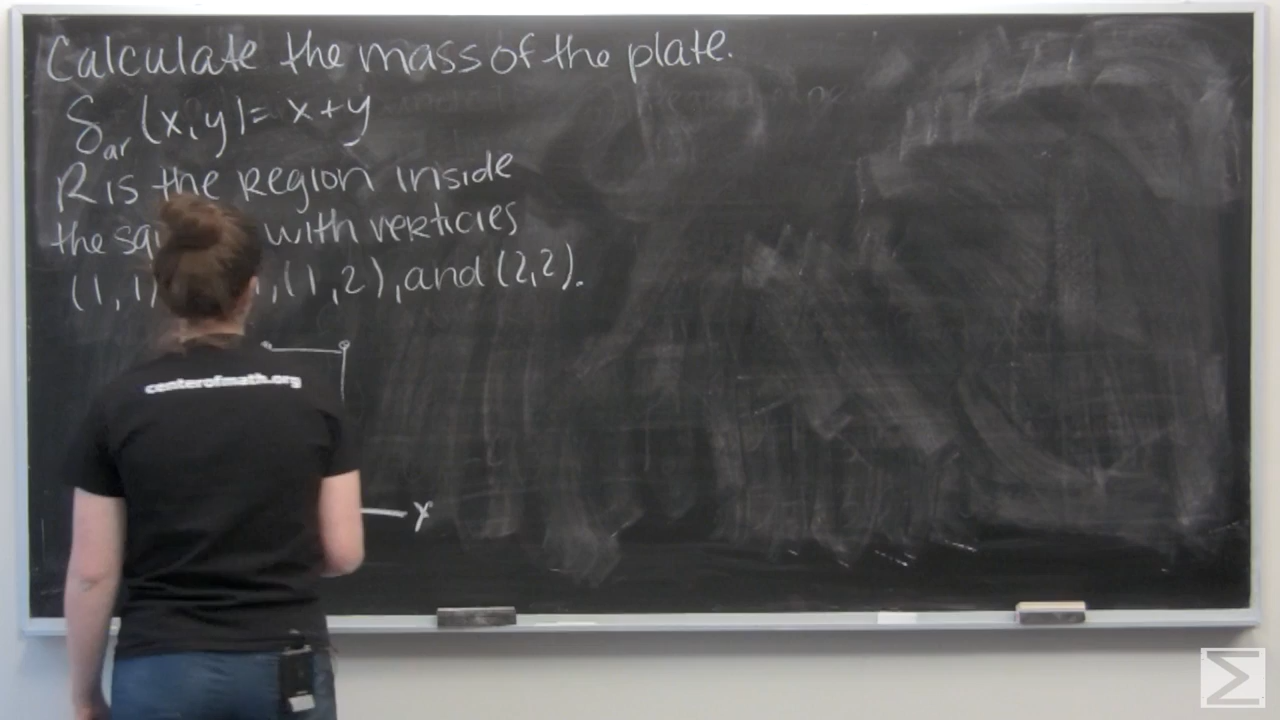 Calculate the mass of the plate.
δar (x,y)= x+y
R is the region inside
the with verticies
(1,1) ,(1,2),and (2,2).
centerofmath.org
x
Σ